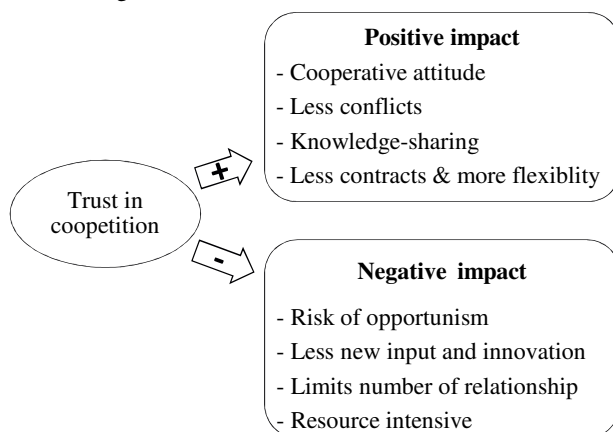 Positive impact
- Cooperative attitude
- Less conflicts
- Knowledge-sharing
- Less contracts & more flexiblity
+
Trust in
coopetition
-
Negative impact
- Risk of opportunism
- Less new input and innovation
- Limits number of relationship
- Resource intensive